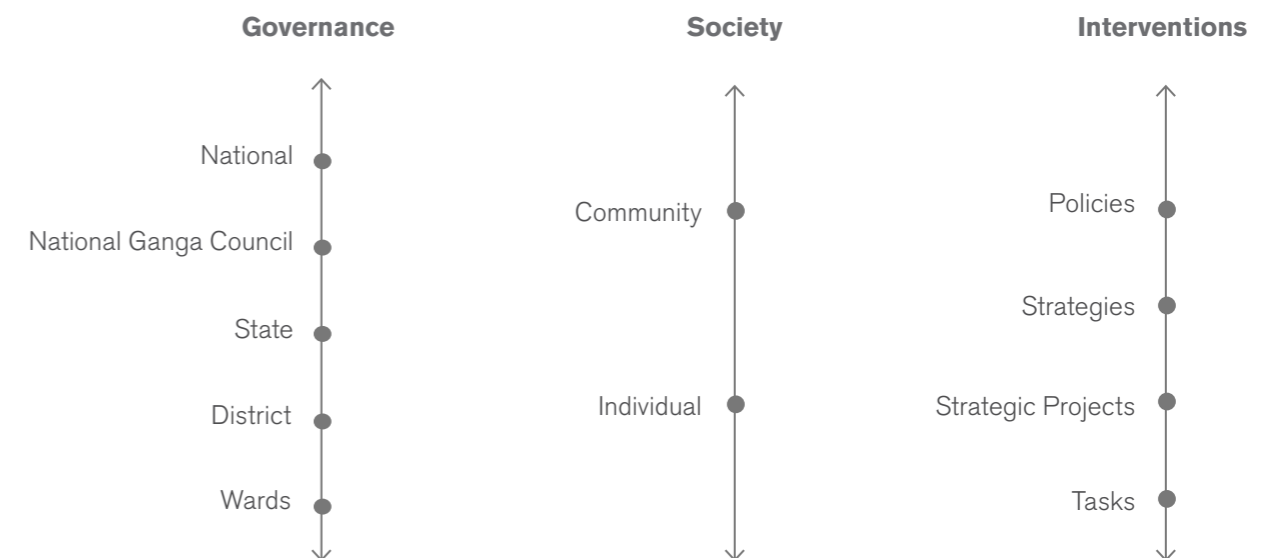 Governance
National
National Ganga Council
State
District
Wards
Society
Community
Individual
Interventions
Policies
Strategies
Strategic Projects
Tasks